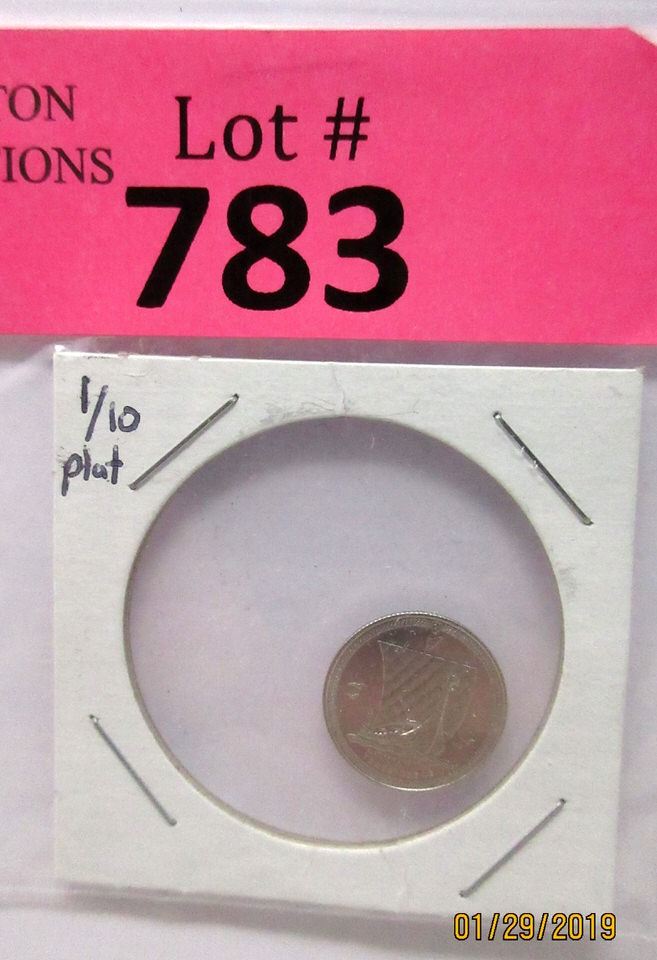 TON
IONS
Lot #
783
1/10
plat
01/29/2019